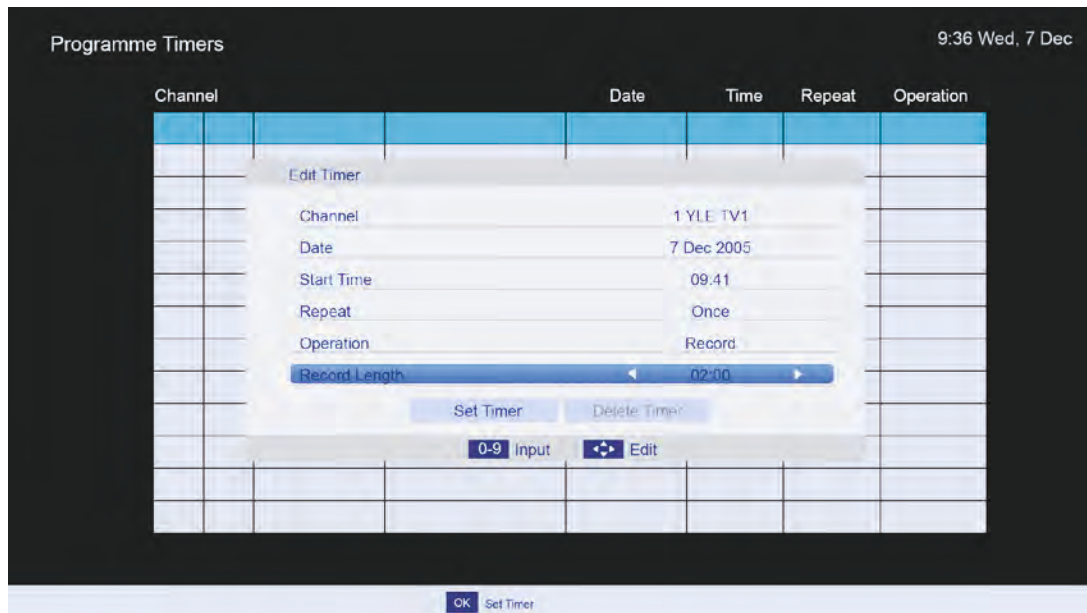 Programme Timers
9:36 Wed, 7 Dec
Channel Date Time Repeat Operation
Edit Timer
Channel 1 YLE TV1
Date 7 Dec 2005
Start Time 09.41
Repeat Once
Operation Record
Record Length 02:00
Set Timer Delete Timer
0-9 Input Edit
OK Set Timer